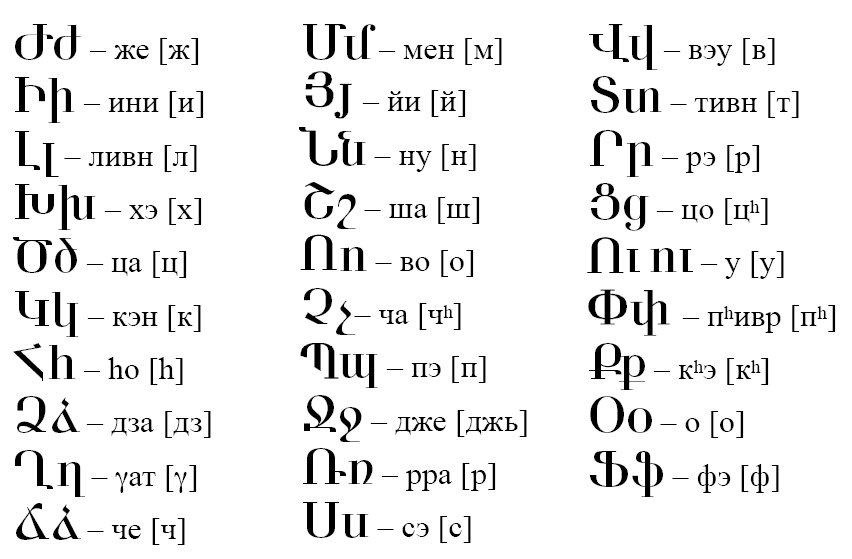 Ժժ – же [ж]
Իի – ини [и]
Լլ – ливн [л]
Խխ – хэ [х]
Ծծ – ца [ц]
Կկ – кэн [к]
Հհ – hо [h]
Ձձ – дза [дз]
Ղղ – γат [γ]
Ճճ – че [ч]
Մմ – мен [м]
Յյ – йи [й]
Նն – ну [н]
Շշ – ша [ш]
Ոո – во [о]
Չչ – ча [чʰ]
Պպ – пэ [п]
Ջջ – дже [джь]
Ռռ – рра [р]
Սս – сэ [с]
Վվ – вэу [в]
Տտ – тивн [т]
Րր – рэ [р]
Ցց – цо [цʰ]
Ու ու – у [у]
Փփ – пʰивр [пʰ]
Քք – кʰэ [кʰ]
Օօ – о [о]
Ֆֆ – фэ [ф]